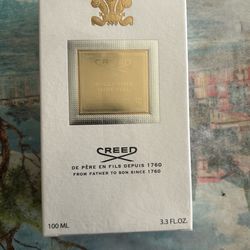 CREED
CREED
DE PÈRE EN FILS DEPUIS 1760
FROM FATHER TO SON SINCE 1760
100 ML
3.3 FL.OZ.